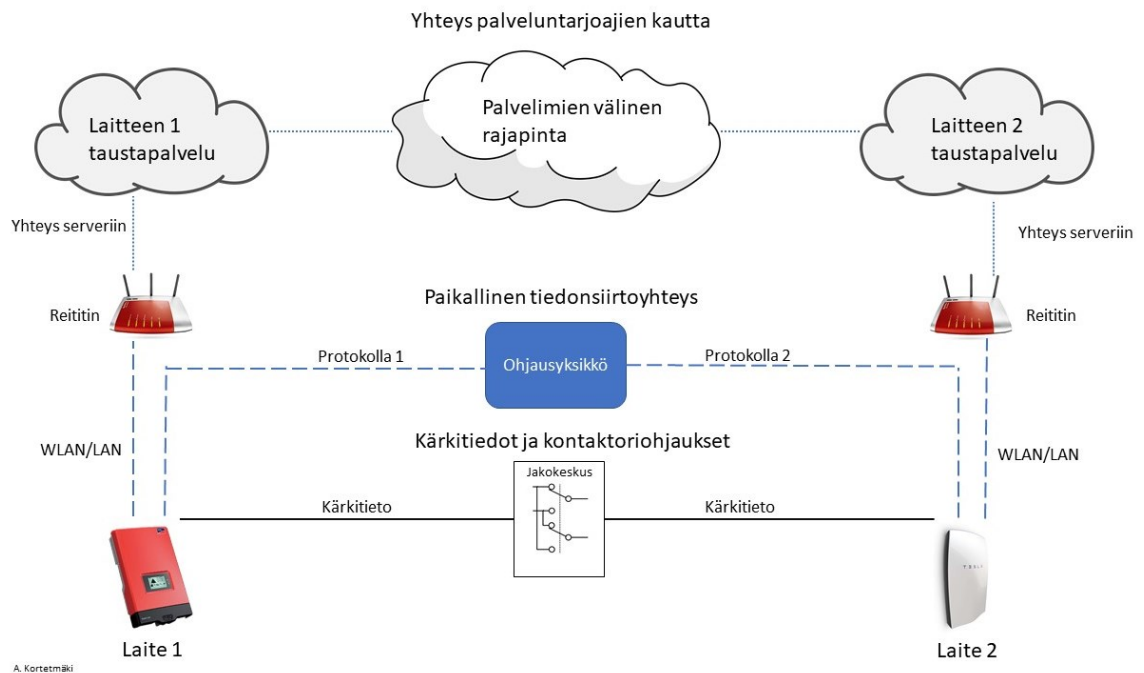 Yhteys palveluntarjoajien kautta
Laitteen 1
taustapalvelu
Palvelimien välinen
rajapinta
Laitteen 2
taustapalvelu
Yhteys serveriin
Yhteys serveriin
Reititin
Paikallinen tiedonsiirtoyhteys
Reititin
Protokolla 1
Ohjausyksikkö
Protokolla 2
WLAN/LAN
Kärkitiedot ja kontaktoriohjaukset
WLAN/LAN
Jakokeskus
Kärkitieto
Kärkitieto
TESLA
Laite 1
Laite 2
A. Kortetmäki